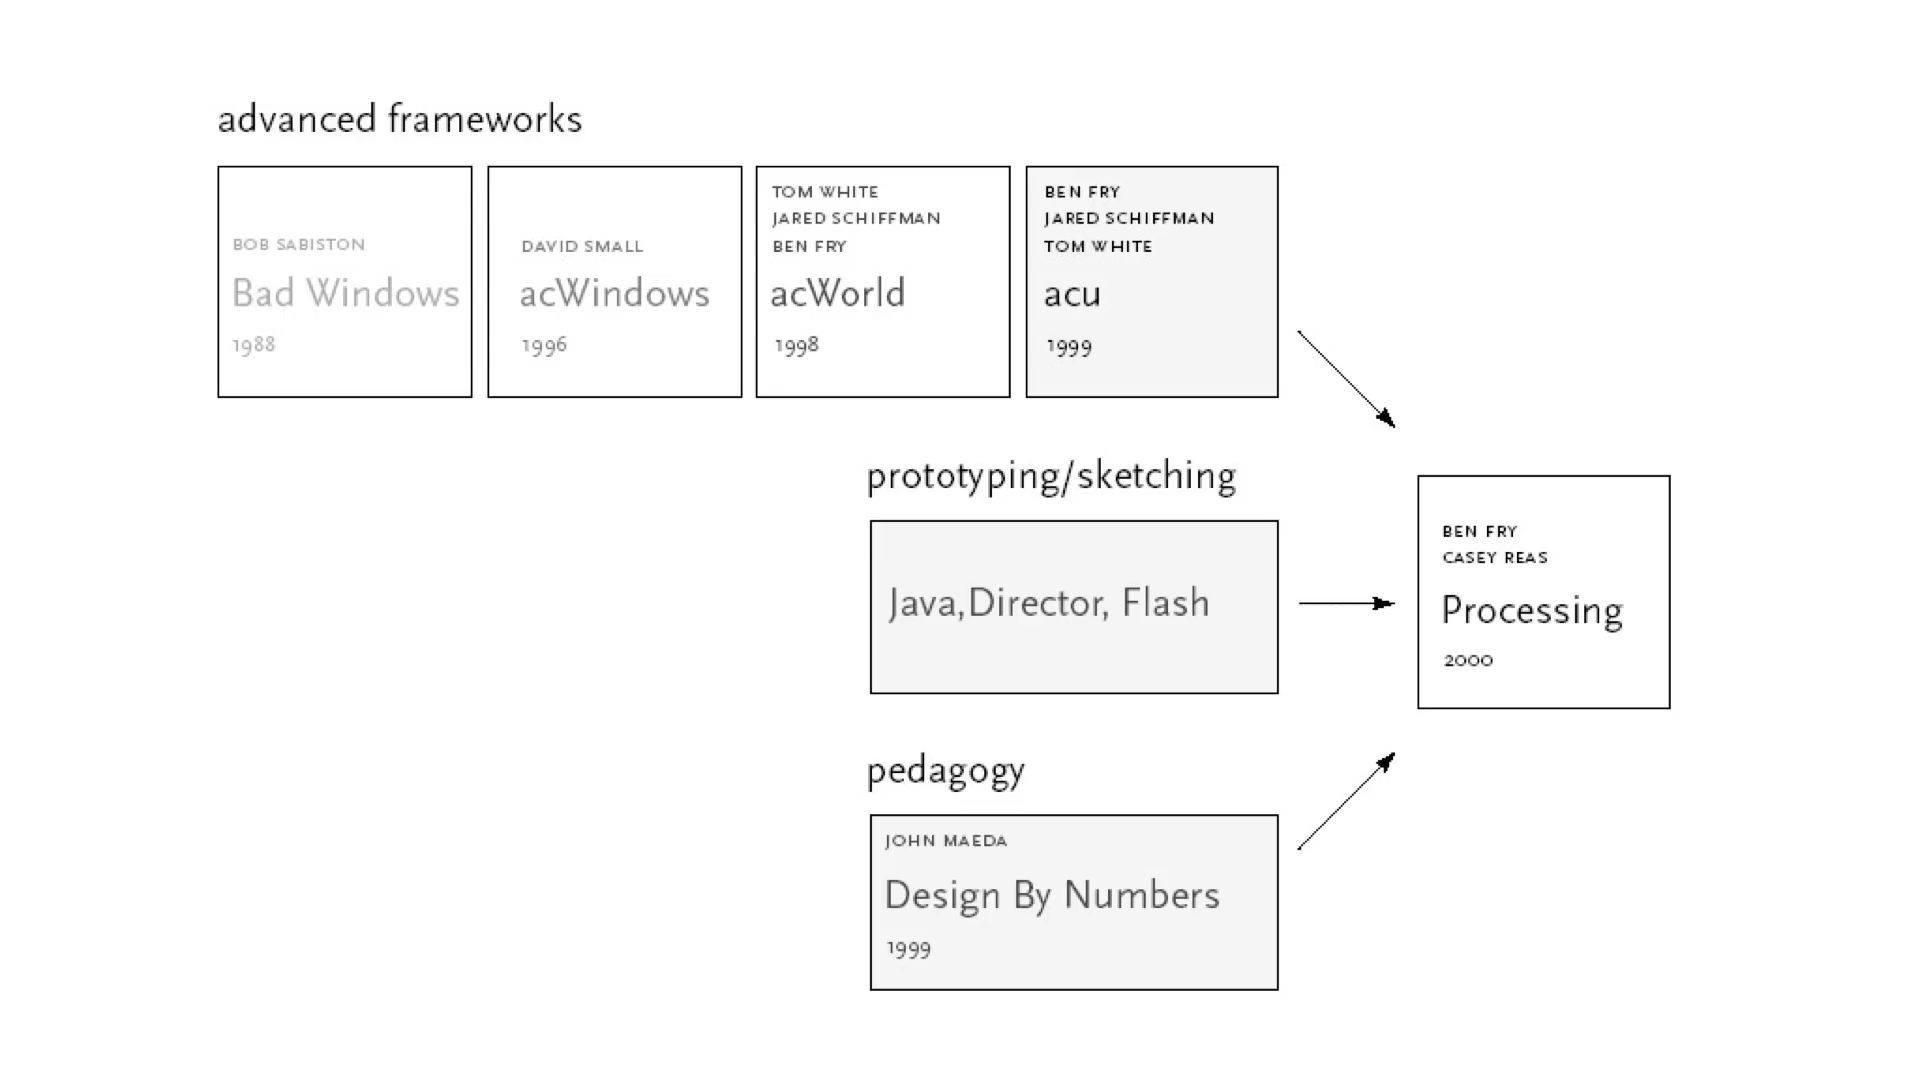 advanced frameworks
BOB SABISTON
Bad Windows
1988
DAVID SMALL
acWindows
1996
TOM WHITE
JARED SCHIFFMAN
BEN FRY
acWorld
1998
BEN FRY
JARED SCHIFFMAN
TOM WHITE
acu
1999
prototyping/sketching
Java,Director, Flash
BEN FRY
CASEY REAS
Processing
2000
pedagogy
JOHN MAEDA
Design By Numbers
1999